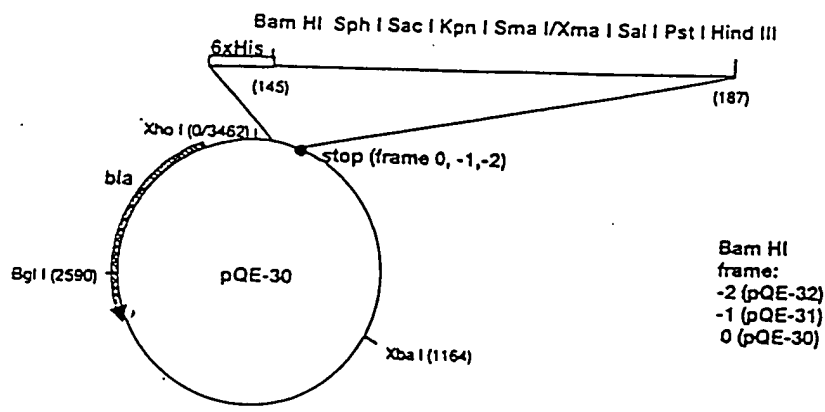 Bam HI Sph I Sac I Kpn I Sma I/Xma I Sal I Pst I Hind III
6xHis
(145)
(187)
Xho I (0/3462)
stop (frame 0, -1,-2)
bla
Bgl I (2590)
pQE-30
Xba I (1164)
Bam HI
frame:
-2 (pQE-32)
-1 (pQE-31)
0 (pQE-30)